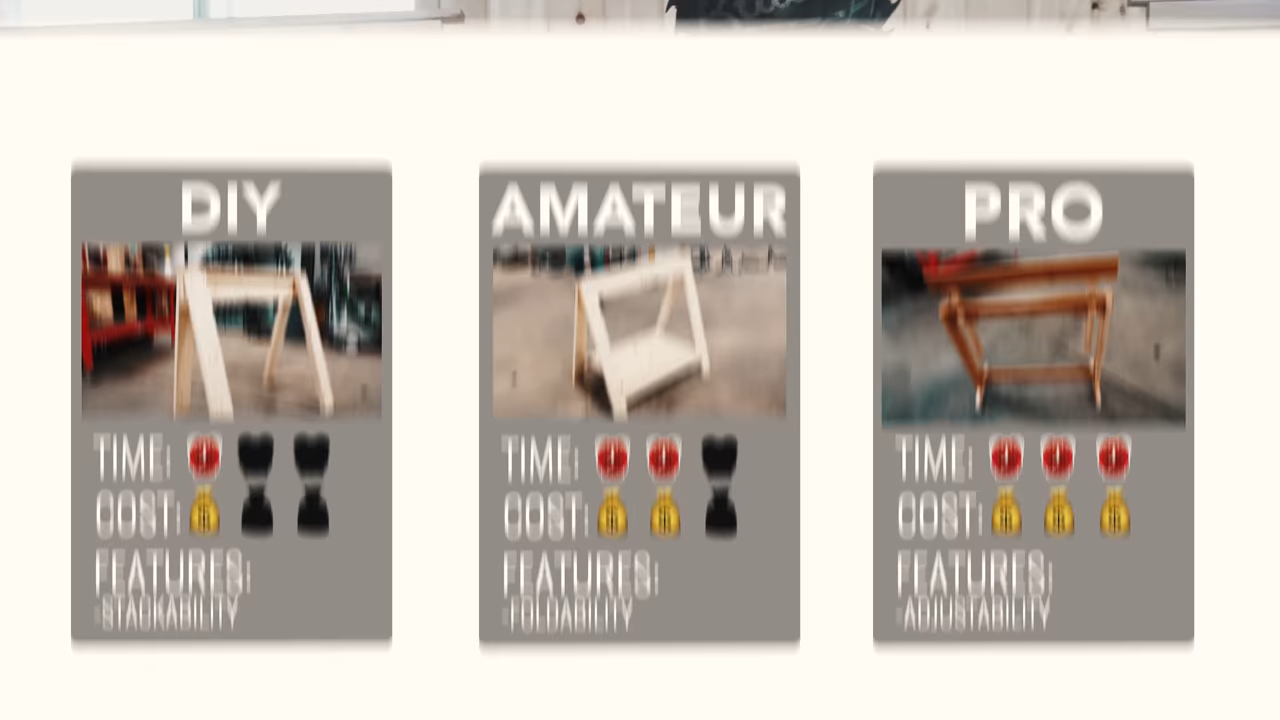 DIY
TIME:
COST:
FEATURES:
-STACKABILITY
AMATEUR
TIME:
COST:
FEATURES:
-FOLDABILITY
PRO
TIME:
COST:
FEATURES:
-ADJUSTABILITY